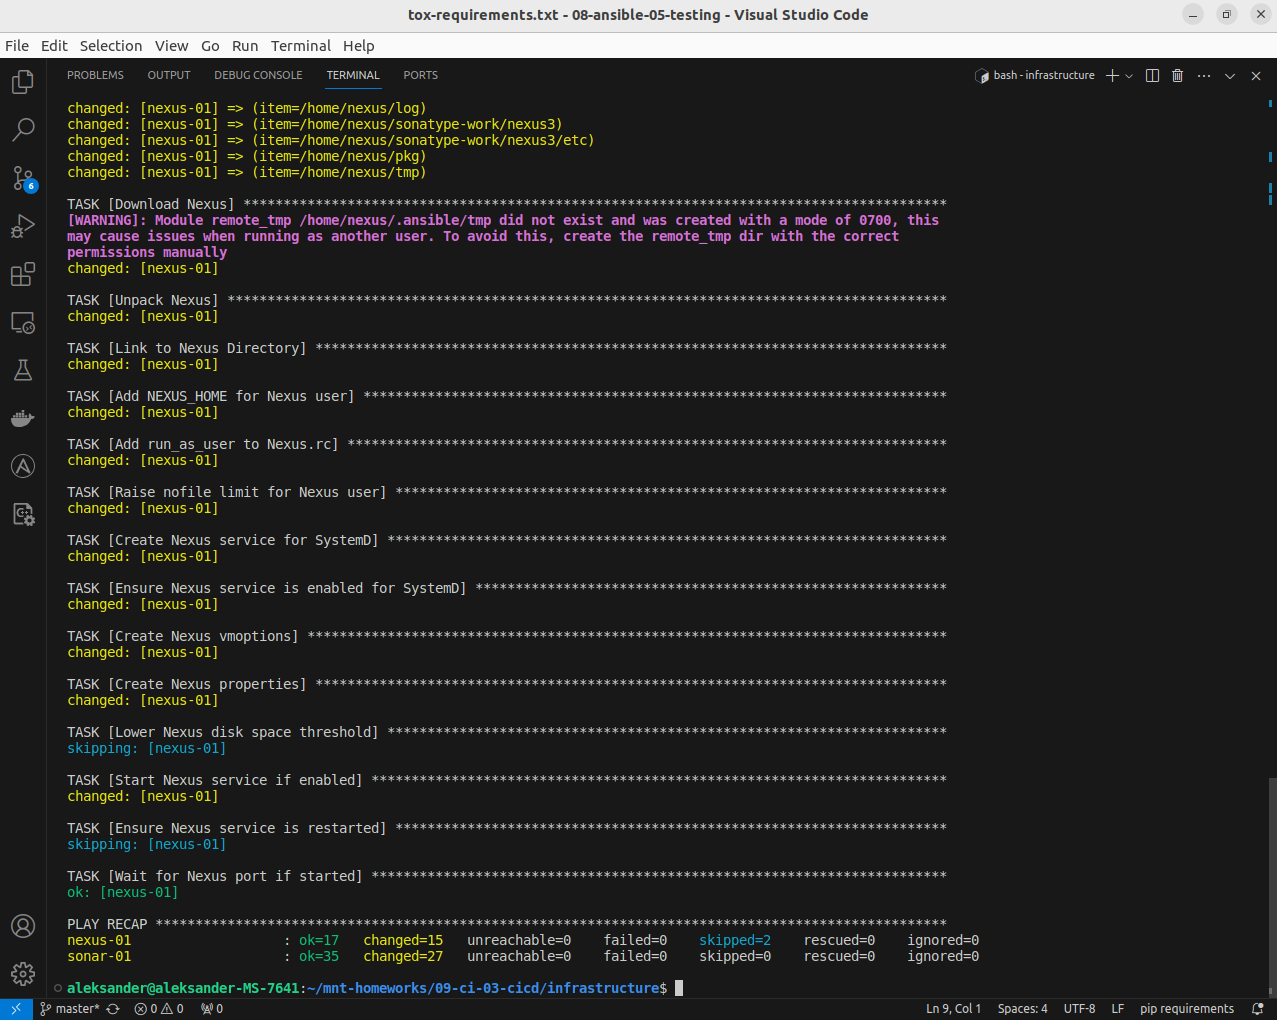 tox-requirements.txt - 08-ansible-05-testing - Visual Studio Code
File Edit Selection View Go Run Terminal Help
PROBLEMS OUTPUT DEBUG CONSOLE TERMINAL PORTS bash - infrastructure
changed: [nexus-01] => (item=/home/nexus/log)
changed: [nexus-01] => (item=/home/nexus/sonatype-work/nexus3)
changed: [nexus-01] => (item=/home/nexus/sonatype-work/nexus3/etc)
changed: [nexus-01] => (item=/home/nexus/pkg)
changed: [nexus-01] => (item=/home/nexus/tmp)
TASK [Download Nexus] ****************************************************************************************
[WARNING]: Module remote_tmp /home/nexus/.ansible/tmp did not exist and was created with a mode of 0700, this
may cause issues when running as another user. To avoid this, create the remote_tmp dir with the correct
permissions manually
changed: [nexus-01]
TASK [Unpack Nexus] ******************************************************************************************
changed: [nexus-01]
TASK [Link to Nexus Directory] *******************************************************************************
changed: [nexus-01]
TASK [Add NEXUS_HOME for Nexus user] *************************************************************************
changed: [nexus-01]
TASK [Add run_as_user to Nexus.rc] ***************************************************************************
changed: [nexus-01]
TASK [Raise nofile limit for Nexus user] *********************************************************************
changed: [nexus-01]
TASK [Create Nexus service for SystemD] **********************************************************************
changed: [nexus-01]
TASK [Ensure Nexus service is enabled for SystemD] ***********************************************************
changed: [nexus-01]
TASK [Create Nexus vmoptions] ********************************************************************************
changed: [nexus-01]
TASK [Create Nexus properties] *******************************************************************************
changed: [nexus-01]
TASK [Lower Nexus disk space threshold] **********************************************************************
skipping: [nexus-01]
TASK [Start Nexus service if enabled] ************************************************************************
changed: [nexus-01]
TASK [Ensure Nexus service is restarted] *********************************************************************
skipping: [nexus-01]
TASK [Wait for Nexus port if started] ************************************************************************
ok: [nexus-01]
PLAY RECAP ***************************************************************************************************
nexus-01 : ok=17 changed=15 unreachable=0 failed=0 skipped=2 rescued=0 ignored=0
sonar-01 : ok=35 changed=27 unreachable=0 failed=0 skipped=0 rescued=0 ignored=0
aleksander@aleksander-MS-7641:~/mnt-homeworks/09-ci-03-cicd/infrastructure$
6
master* 0 0 0 Ln 9, Col 1 Spaces: 4 UTF-8 LF pip requirements